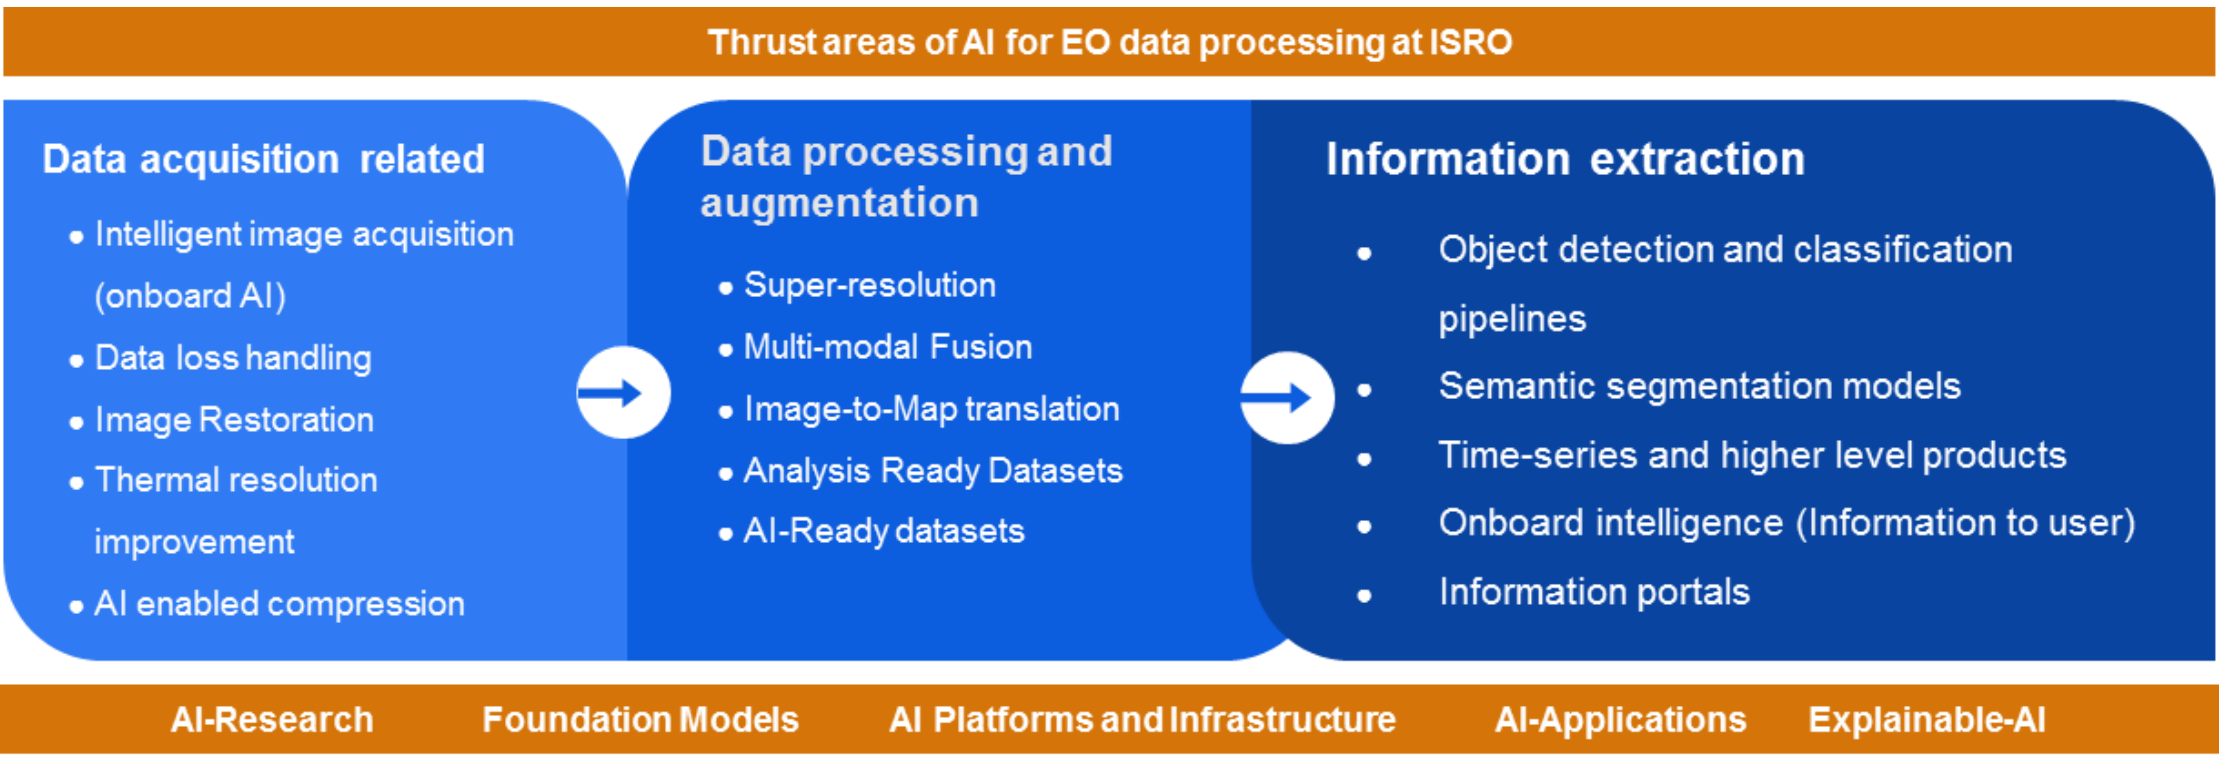 Thrust areas of AI for EO data processing at ISRO
Data acquisition related
• Intelligent image acquisition
(onboard AI)
• Data loss handling
• Image Restoration
• Thermal resolution
improvement
• AI enabled compression
Data processing and
augmentation
• Super-resolution
• Multi-modal Fusion
• Image-to-Map translation
• Analysis Ready Datasets
• AI-Ready datasets
Information extraction
• Object detection and classification
pipelines
• Semantic segmentation models
• Time-series and higher level products
• Onboard intelligence (Information to user)
• Information portals
AI-Research Foundation Models AI Platforms and Infrastructure AI-Applications Explainable-AI